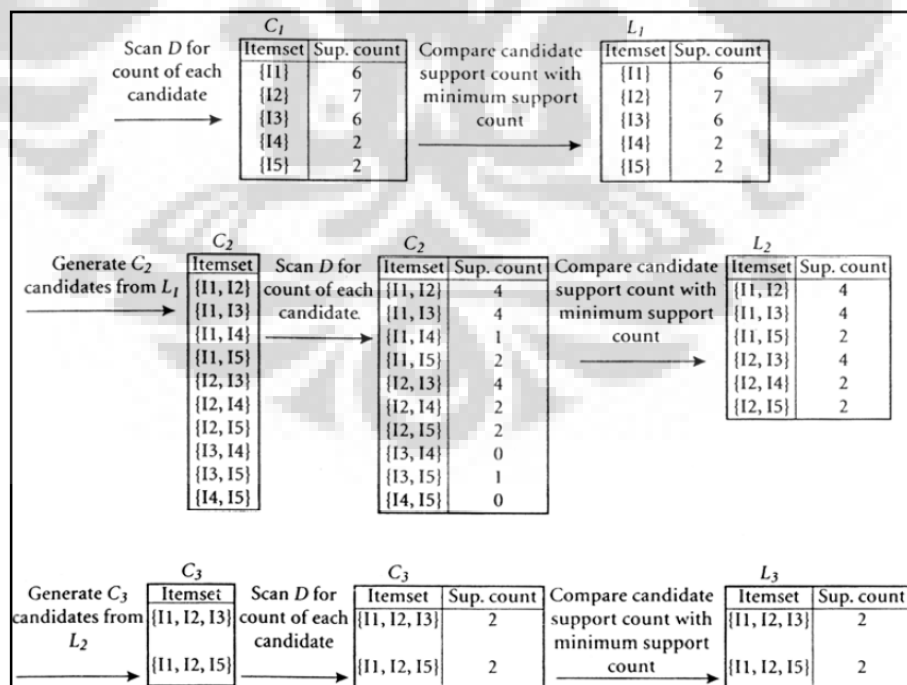 C1
L1
Scan D for
count of each
candidate
Itemset Sup. count
{I1} 6
{I2} 7
{I3} 6
{I4} 2
{I5} 2
Compare candidate
support count with
minimum support
count
Itemset Sup. count
{I1} 6
{I2} 7
{I3} 6
{I4} 2
{I5} 2
C2
C2
L2
Generate C2
candidates from L1
Itemset
{I1, I2}
{I1, I3}
{I1, I4}
{I1, I5}
{I2, I3}
{I2, I4}
{I2, I5}
{I3, I4}
{I3, I5}
{I4, I5}
Scan D for
count of each
candidate
Itemset Sup. count
{I1, I2} 4
{I1, I3} 4
{I1, I4} 1
{I1, I5} 2
{I2, I3} 4
{I2, I4} 2
{I2, I5} 2
{I3, I4} 0
{I3, I5} 1
{I4, I5} 0
Compare candidate
support count with
minimum support
count
Itemset Sup. count
{I1, I2} 4
{I1, I3} 4
{I1, I5} 2
{I2, I3} 4
{I2, I4} 2
{I2, I5} 2
C3
C3
L3
Generate C3
candidates from
L2
Itemset
{I1, I2, I3}
{I1, I2, I5}
Scan D for
count of each
candidate
Itemset Sup. count
{I1, I2, I3} 2
{I1, I2, I5} 2
Compare candidate
support count with
minimum support
count
Itemset Sup. count
{I1, I2, I3} 2
{I1, I2, I5} 2